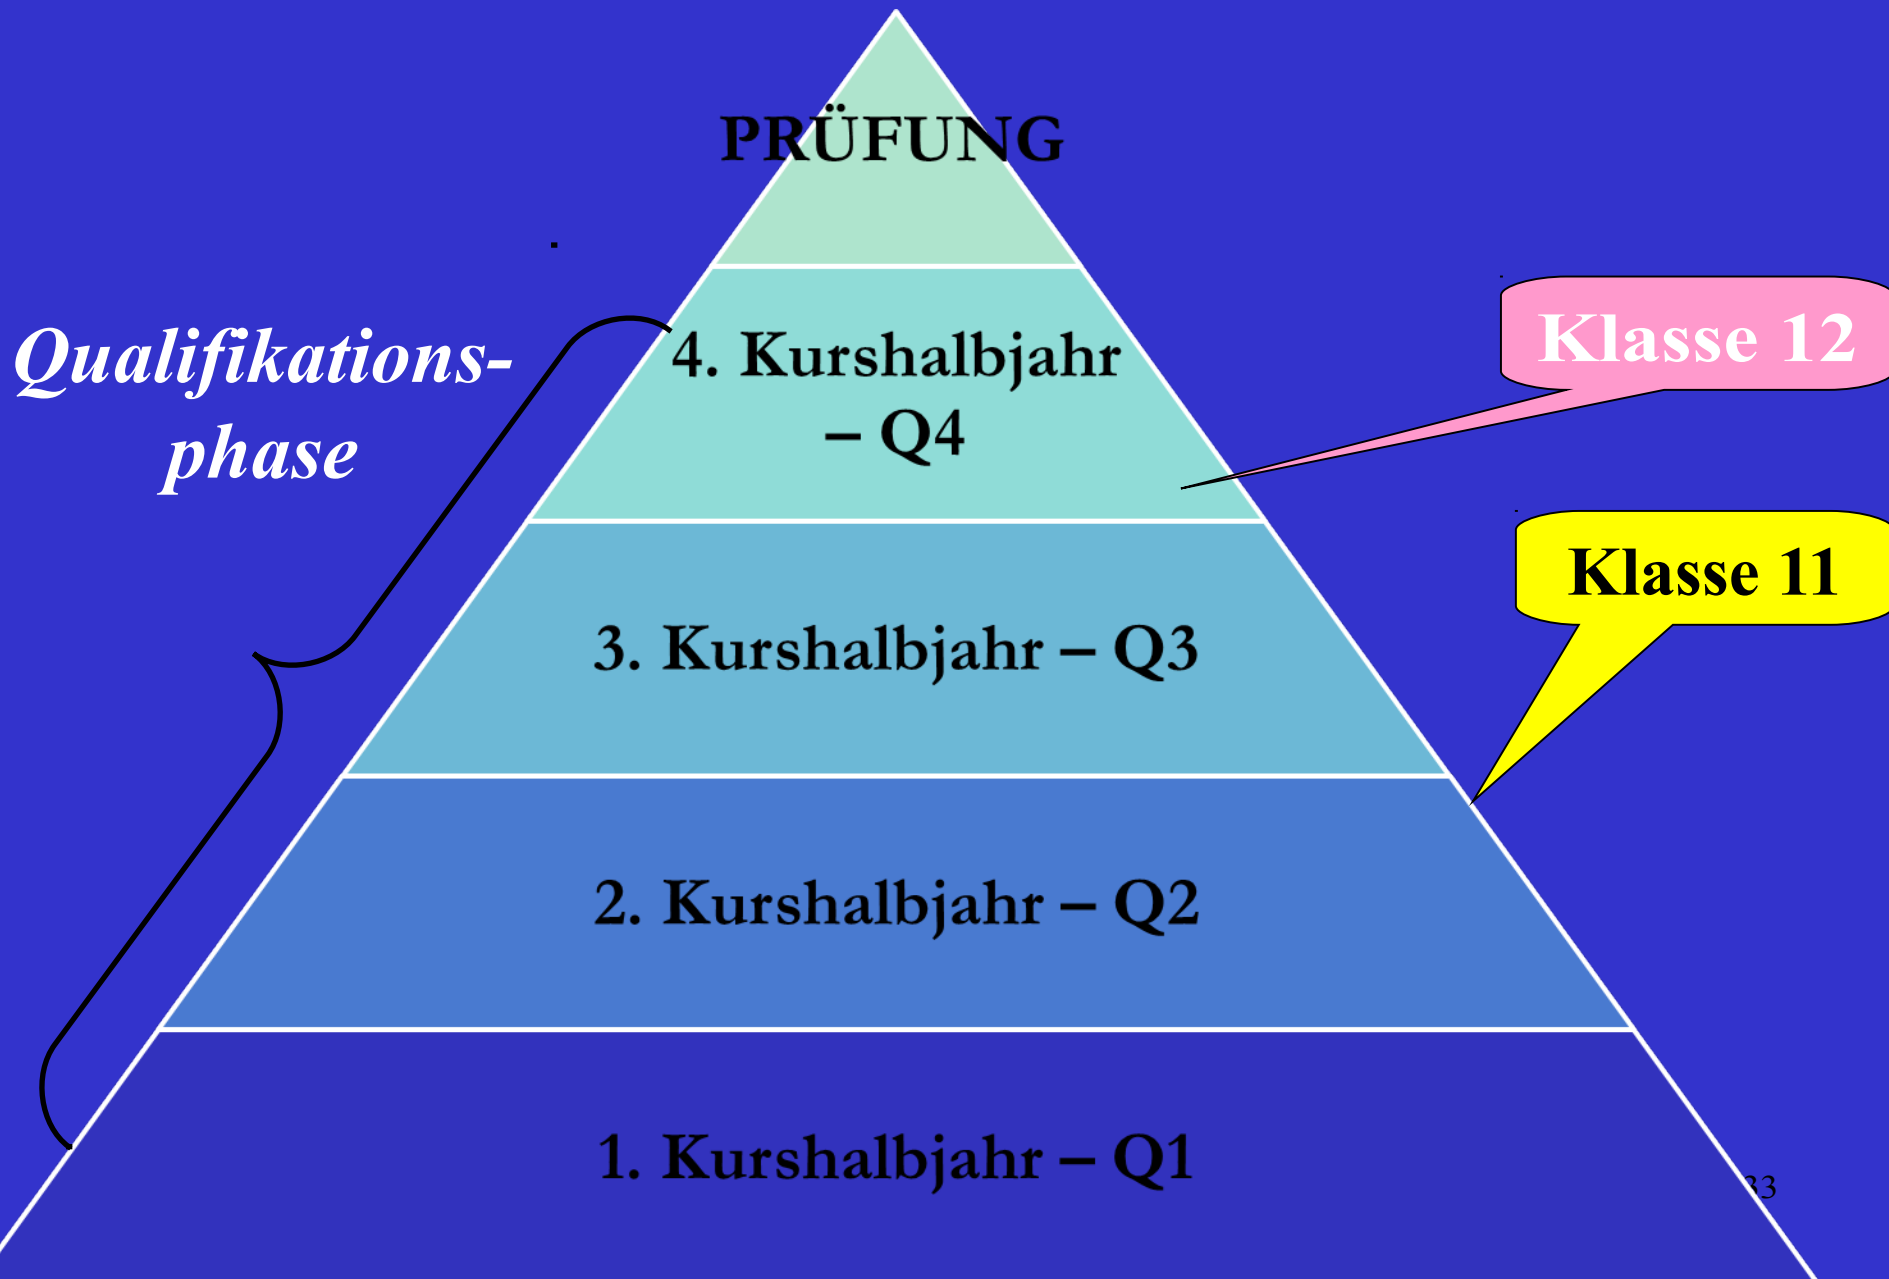 PRÜFUNG
Qualifikations-
phase
4. Kurshalbjahr
– Q4
Klasse 12
Klasse 11
3. Kurshalbjahr – Q3
2. Kurshalbjahr – Q2
1. Kurshalbjahr – Q1
33